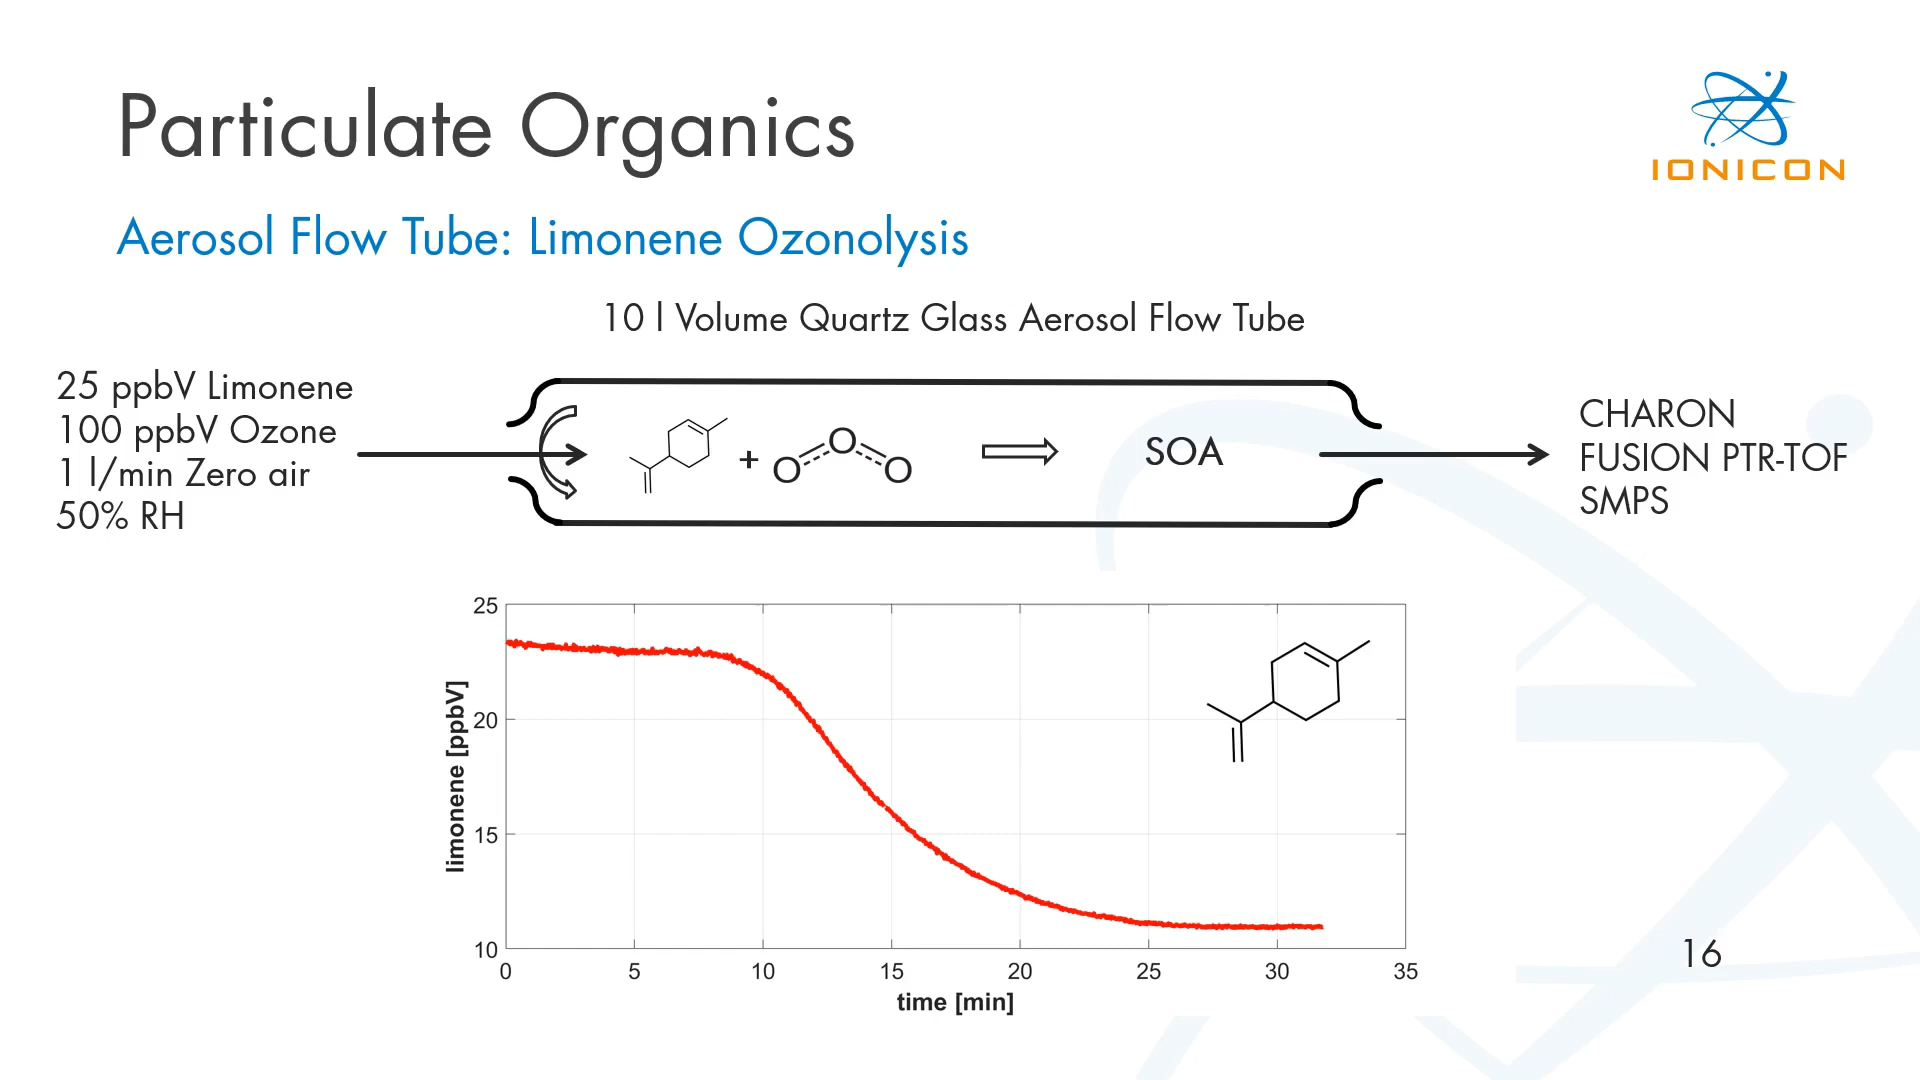 Particulate Organics
IONICON
Aerosol Flow Tube: Limonene Ozonolysis
10 l Volume Quartz Glass Aerosol Flow Tube
25 ppbV Limonene
100 ppbV Ozone
1 l/min Zero air
50% RH
+
O O O
SOA
CHARON
FUSION PTR-TOF
SMPS
25
20
15
10
limonene [ppbV]
0 5 10 15 20 25 30 35
time [min]
16